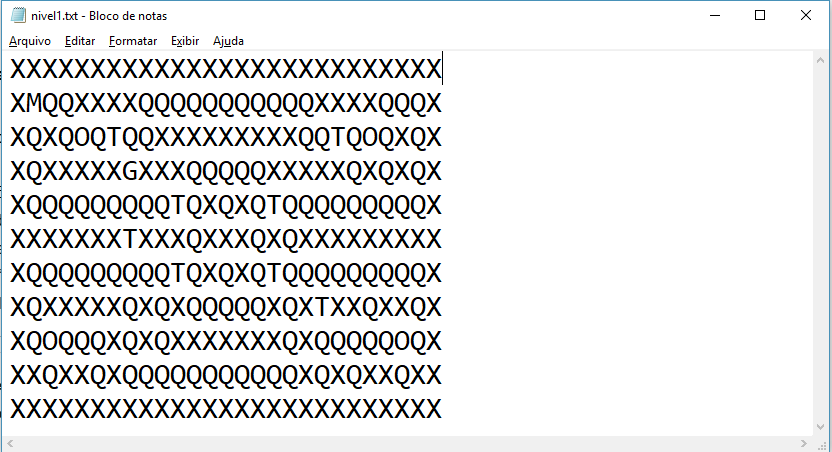 nivel1.txt - Bloco de notas
Arquivo Editar Formatar Exibir Ajuda
XXXXXXXXXXXXXXXXXXXXXXXXXXX
XMQQXXXXQQQQQQQQQQQXXXXQQQX
XQXQOQTQQXXXXXXXXXQQTQOQXQX
XQXXXXXGXXXQQQQQXXXXXQXQXQX
XQQQQQQQQQTQXQXQTQQQQQQQQQX
XXXXXXXTXXXQXXXQXQXXXXXXXXX
XQQQQQQQQQTQXQXQTQQQQQQQQQX
XQXXXXXQXQXQQQQQXQXTXXQXXQX
XQOQQQXQXQXXXXXXXQXQQQQQOQX
XXQXXQXQQQQQQQQQQQXQXQXXQXX
XXXXXXXXXXXXXXXXXXXXXXXXXXX